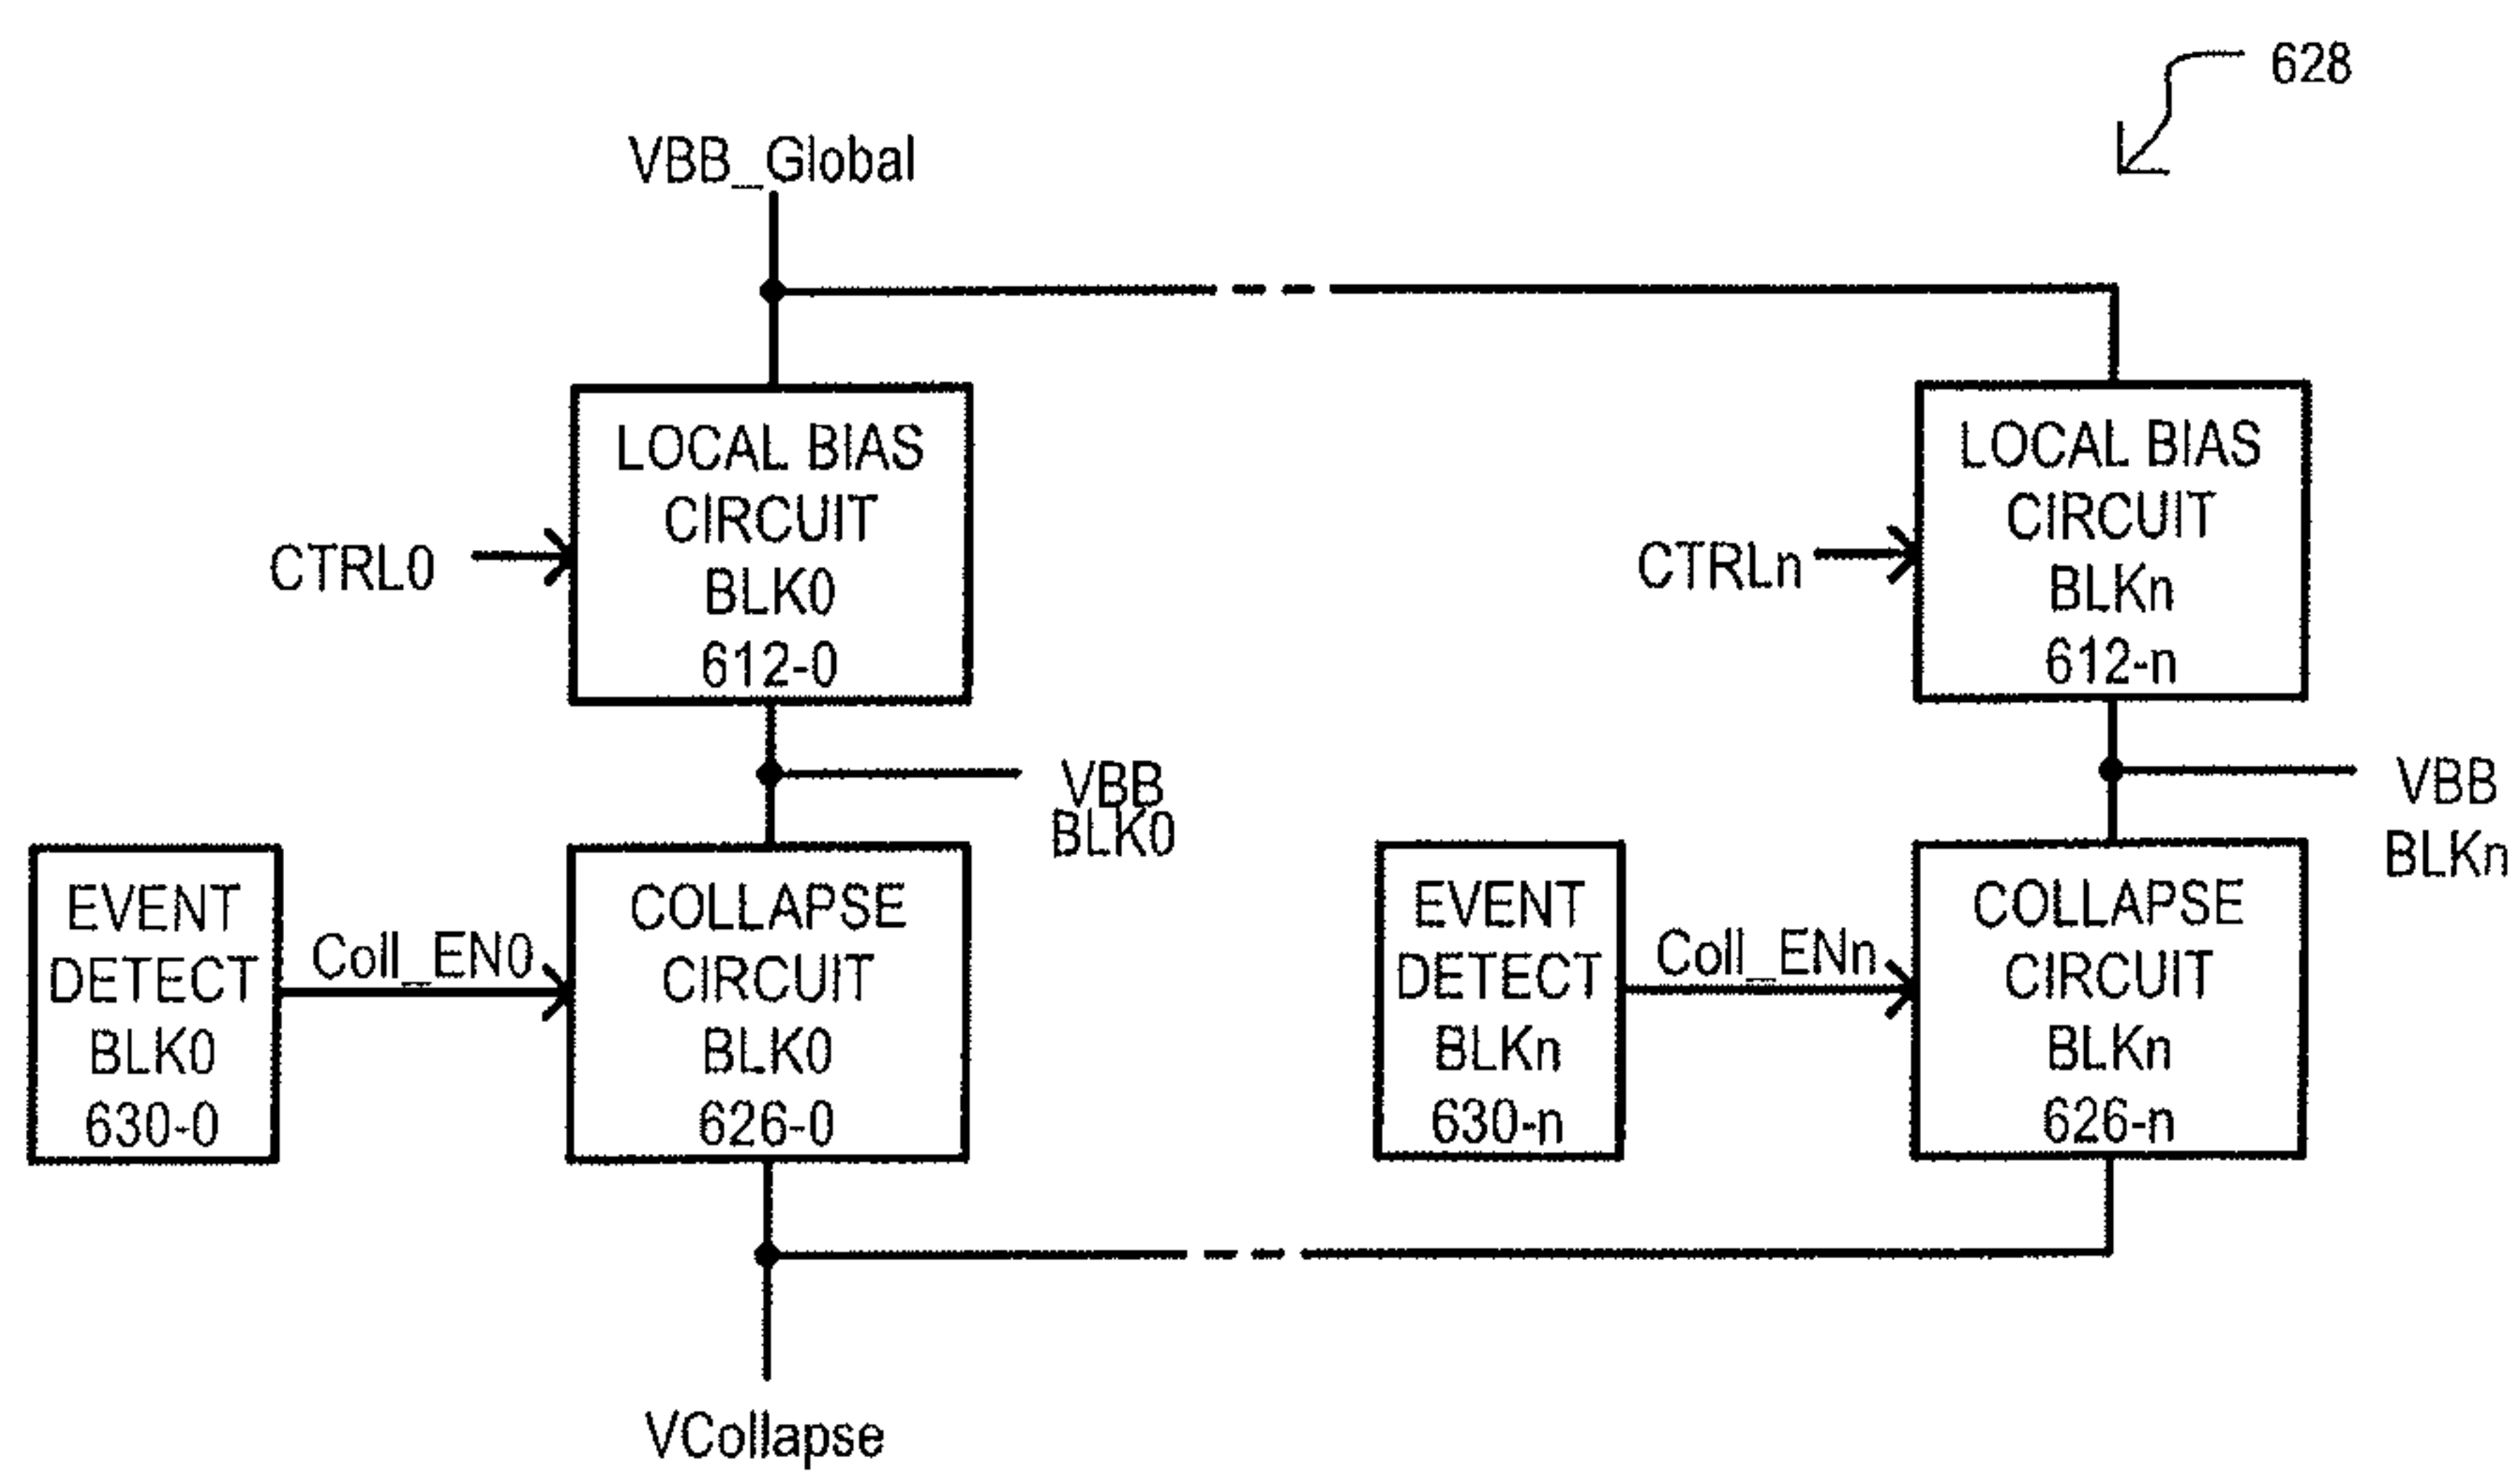 628
VBB_Global
LOCAL BIAS
CIRCUIT
BLK0
612-0
CTRL0
LOCAL BIAS
CIRCUIT
BLKn
612-n
CTRLn
VBB
BLK0
VBB
BLKn
EVENT
DETECT
BLK0
630-0
Coll_EN0
COLLAPSE
CIRCUIT
BLK0
626-0
EVENT
DETECT
BLKn
630-n
Coll_ENn
COLLAPSE
CIRCUIT
BLKn
626-n
VCollapse